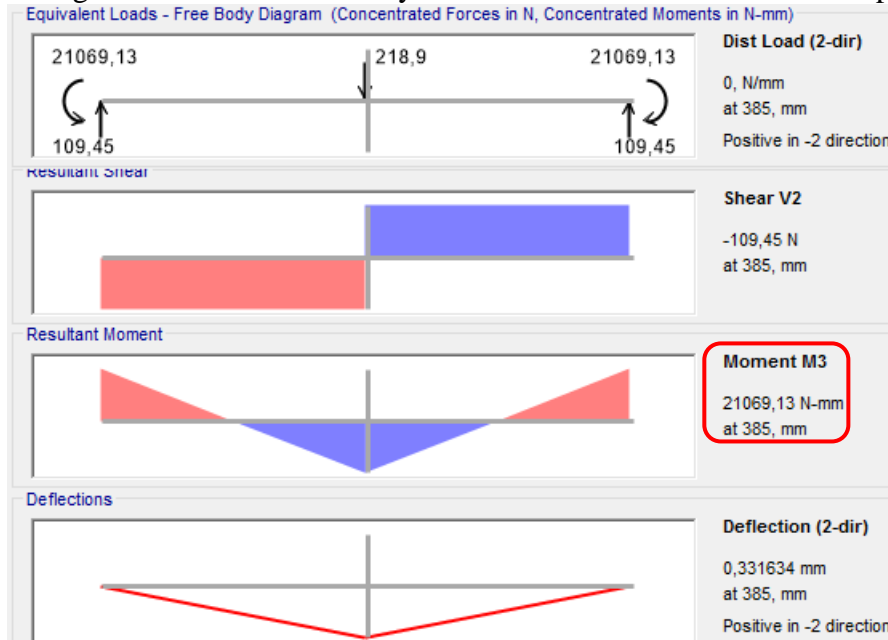 Equivalent Loads - Free Body Diagram (Concentrated Forces in N, Concentrated Moments in N-mm)
21069,13
218,9
21069,13
109,45
109,45
Dist Load (2-dir)
0, N/mm
at 385, mm
Positive in -2 direction
Resultant Shear
Shear V2
-109,45 N
at 385, mm
Resultant Moment
Moment M3
21069,13 N-mm
at 385, mm
Deflections
Deflection (2-dir)
0,331634 mm
at 385, mm
Positive in -2 direction